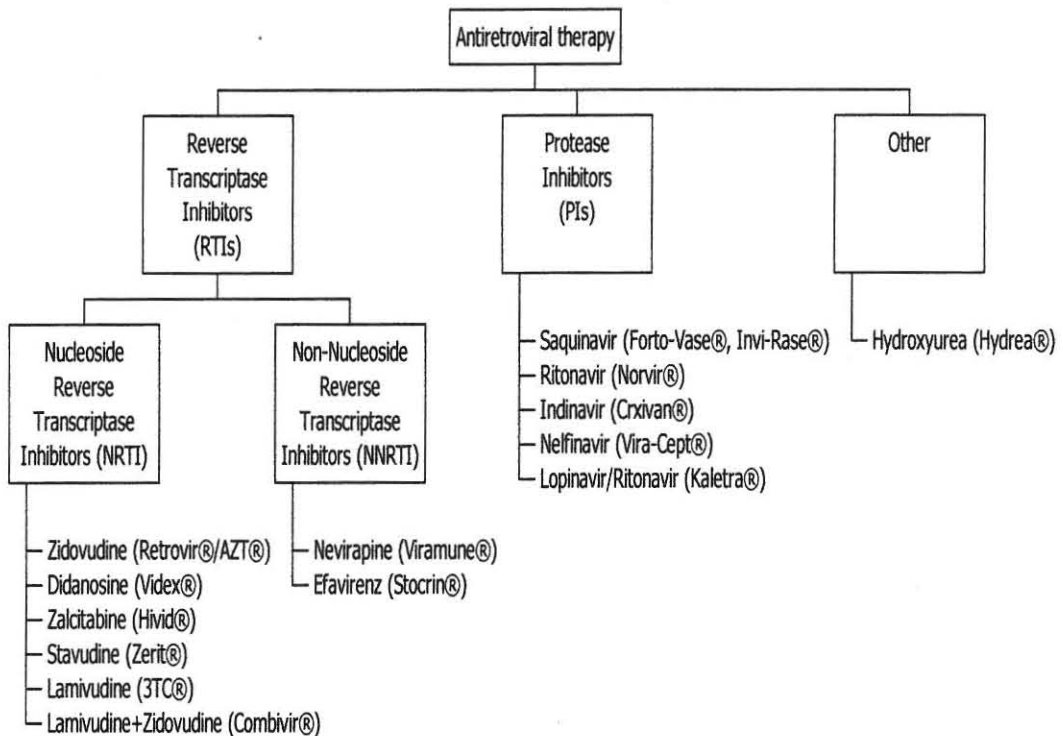 Antiretroviral therapy
Reverse
Transcriptase
Inhibitors
(RTIs)
Protease
Inhibitors
(PIs)
Other
Nucleoside
Reverse
Transcriptase
Inhibitors (NRTI)
Non-Nucleoside
Reverse
Transcriptase
Inhibitors (NNRTI)
Saquinavir (Forto-Vase®, Invi-Rase®)
Ritonavir (Norvir®)
Indinavir (Crxivan®)
Nelfinavir (Vira-Cept®)
Lopinavir/Ritonavir (Kaletra®)
Hydroxyurea (Hydrea®)
Zidovudine (Retrovir®/AZT®)
Didanosine (Videx®)
Zalcitabine (Hivid®)
Stavudine (Zerit®)
Lamivudine (3TC®)
Lamivudine+Zidovudine (Combivir®)
Nevirapine (Viramune®)
Efavirenz (Stocrin®)